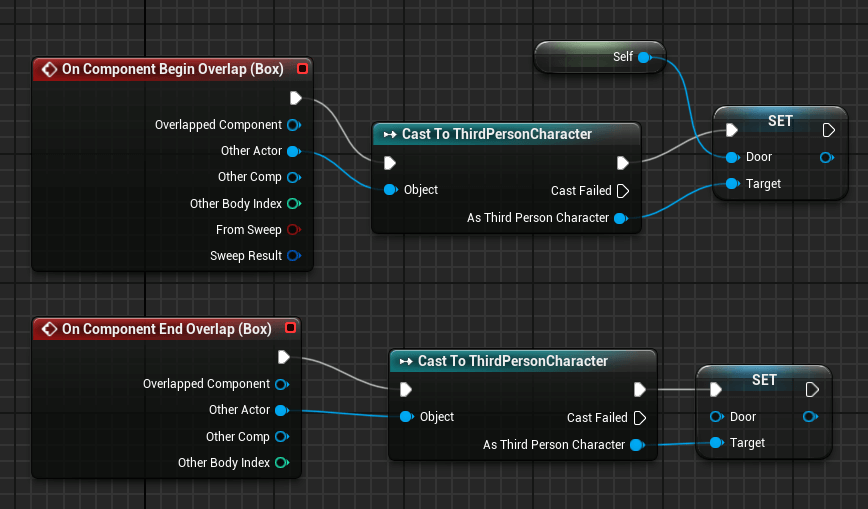 Self
On Component Begin Overlap (Box)
Overlapped Component
Other Actor
Other Comp
Other Body Index
From Sweep
Sweep Result
Cast To ThirdPersonCharacter
Object
Cast Failed
As Third Person Character
SET
Door
Target
On Component End Overlap (Box)
Overlapped Component
Other Actor
Other Comp
Other Body Index
Cast To ThirdPersonCharacter
Object
Cast Failed
As Third Person Character
SET
Door
Target